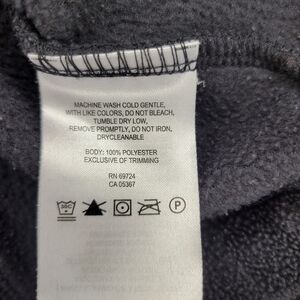 MACHINE WASH COLD GENTLE,
WITH LIKE COLORS, DO NOT BLEACH,
TUMBLE DRY LOW,
REMOVE PROMPTLY, DO NOT IRON,
DRYCLEANABLE
BODY: 100% POLYESTER
EXCLUSIVE OF TRIMMING
RN 69724
CA 05367
30C
P